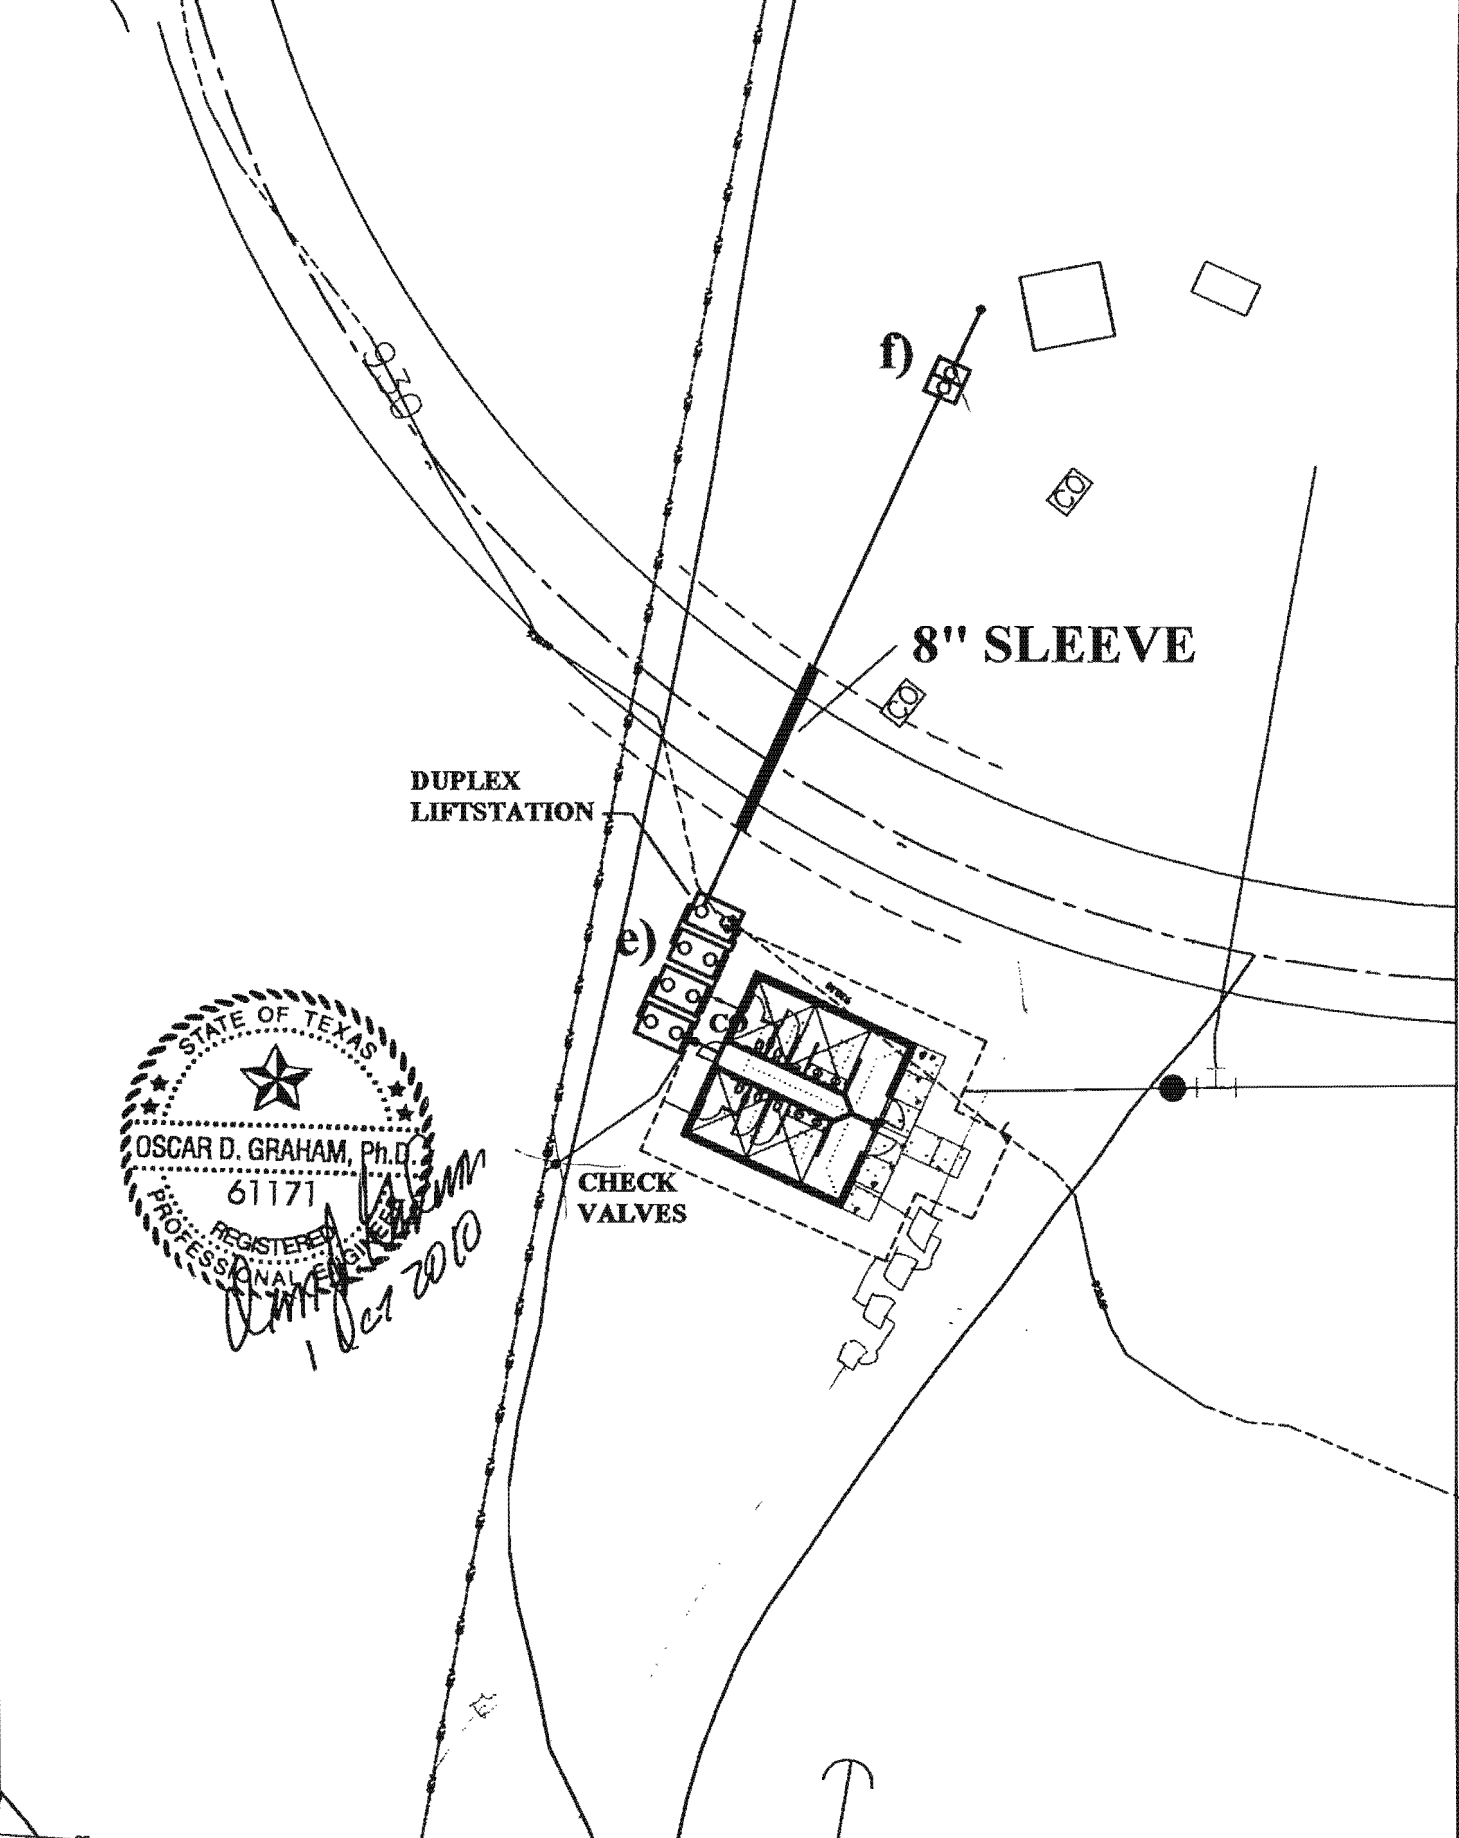 930
f)
CO
8" SLEEVE
CO
DUPLEX
LIFTSTATION
e)
CO
STATE OF TEXAS
OSCAR D. GRAHAM, Ph.D.
61171
REGISTERED
PROFESSIONAL ENGINEER
1 Oct 2010
CHECK
VALVES